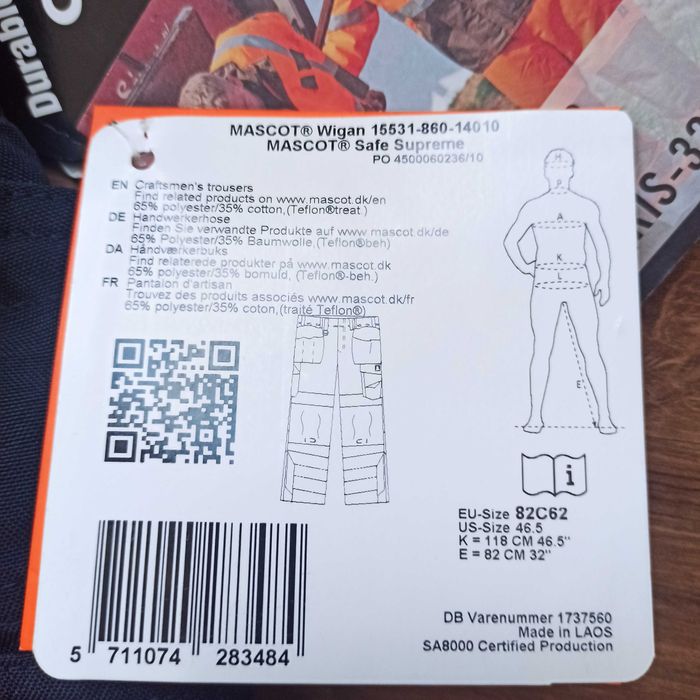 Durable
MASCOT® Wigan 15531-860-14010
MASCOT® Safe Supreme
PO 4500060236/10
EN Craftsmen's trousers
Find related products on www.mascot.dk/en
65% polyester/35% cotton,(Teflon®treat.)
DE Handwerkerhose
Finden Sie verwandte Produkte auf www.mascot.dk/de
65% Polyester/35% Baumwolle,(Teflon®beh)
DA Håndværkerbuks
Find relaterede produkter på www.mascot.dk
65% polyester/35% bomuld, (Teflon®-beh.)
FR Pantalon d'artisan
Trouvez des produits associés www.mascot.dk/fr
65% polyester/35% coton,(traité Teflon®)
H
P
A
K
L
E
i
EU-Size 82C62
US-Size 46.5
K = 118 CM 46.5"
E = 82 CM 32"
DB Varenummer 1737560
Made in LAOS
SA8000 Certified Production
5 711074 283484